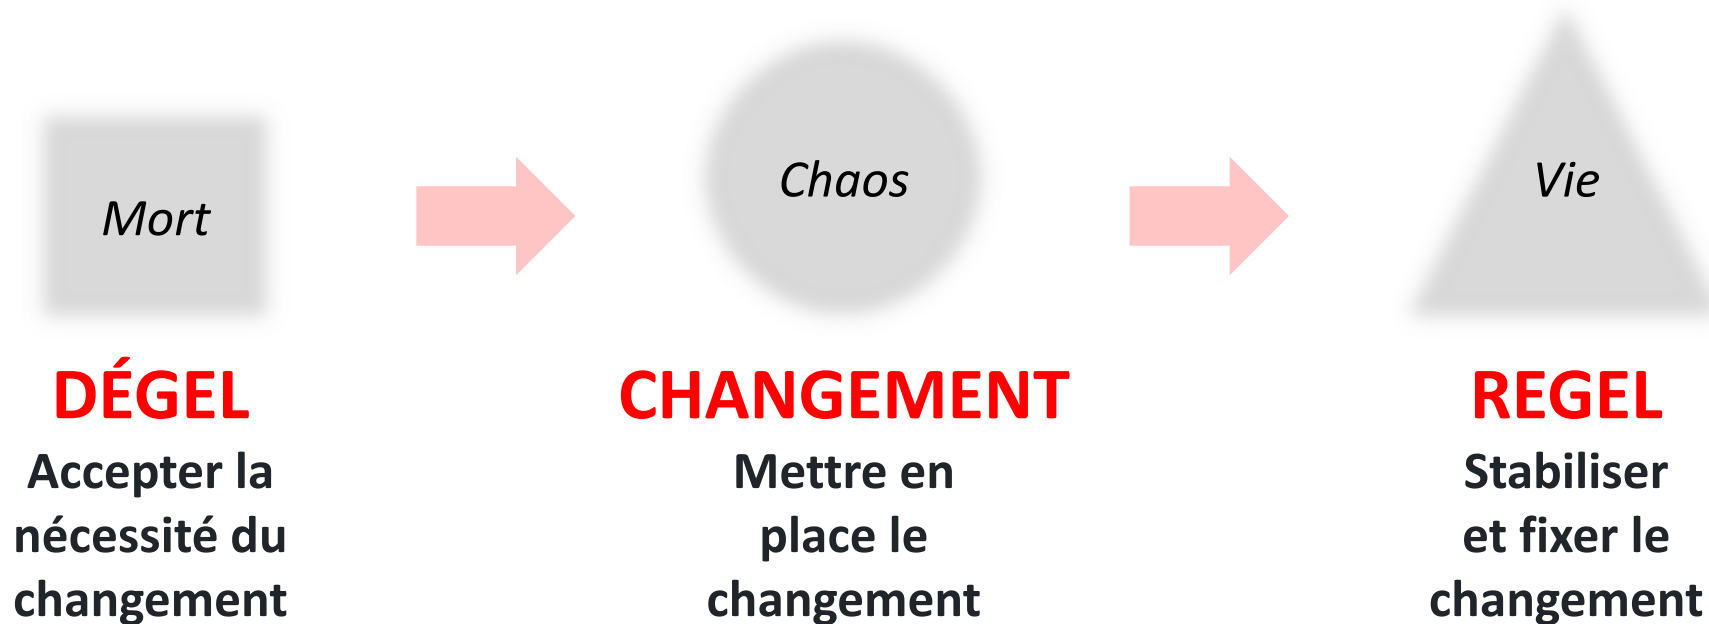 Mort
Chaos
Vie
DÉGEL
Accepter la
nécessité du
changement
CHANGEMENT
Mettre en
place le
changement
REGEL
Stabiliser
et fixer le
changement